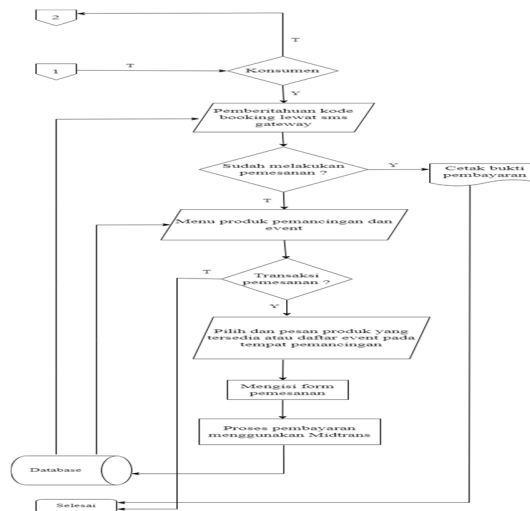 2
T
1
T
Konsumen
Y
Pemberitahuan kode
booking lewat sms
gateway
Sudah melakukan
pemesanan ?
Y
Cetak bukti
pembayaran
T
Menu produk pemancingan dan
event
T
Transaksi
pemesanan ?
Y
Pilih dan pesan produk yang
tersedia atau daftar event pada
tempat pemancingan
Mengisi form
pemesanan
Proses pembayaran
menggunakan Midtrans
Database
Selesai